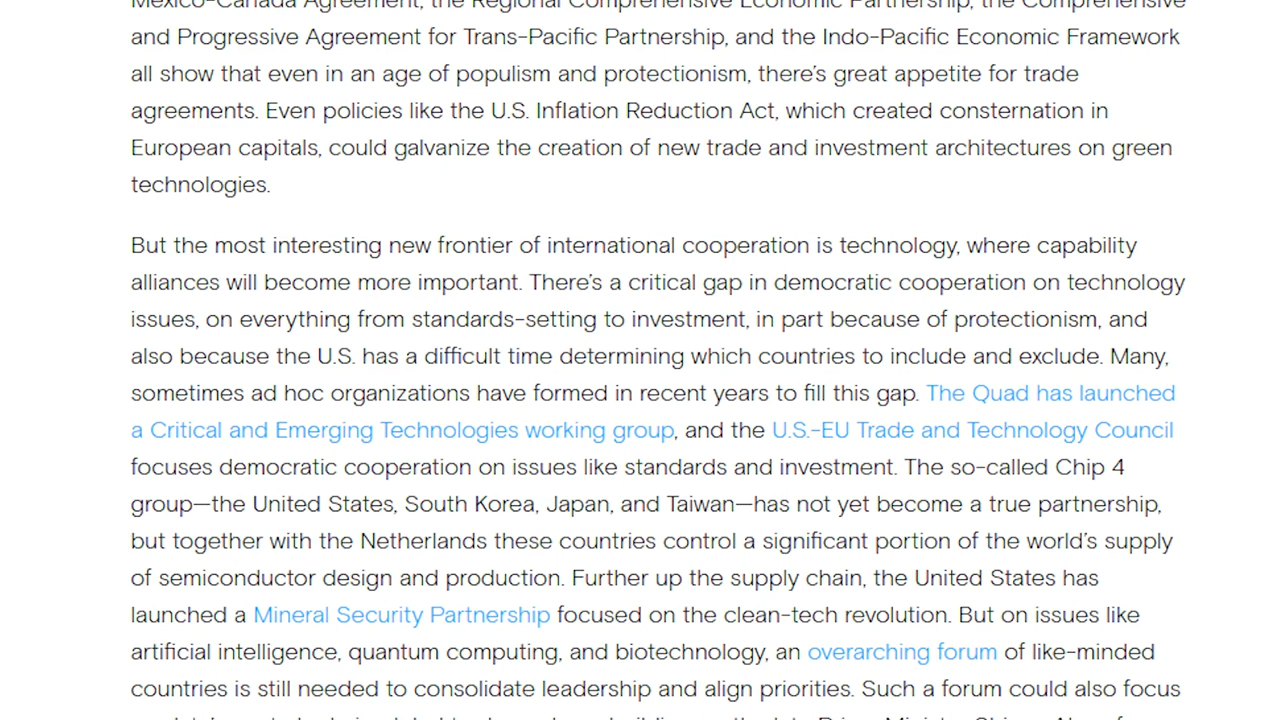 Mexico-Canada Agreement, the Regional Comprehensive Economic Partnership, the Comprehensive
and Progressive Agreement for Trans-Pacific Partnership, and the Indo-Pacific Economic Framework
all show that even in an age of populism and protectionism, there's great appetite for trade
agreements. Even policies like the U.S. Inflation Reduction Act, which created consternation in
European capitals, could galvanize the creation of new trade and investment architectures on green
technologies.
But the most interesting new frontier of international cooperation is technology, where capability
alliances will become more important. There's a critical gap in democratic cooperation on technology
issues, on everything from standards-setting to investment, in part because of protectionism, and
also because the U.S. has a difficult time determining which countries to include and exclude. Many,
sometimes ad hoc organizations have formed in recent years to fill this gap. The Quad has launched
a Critical and Emerging Technologies working group, and the U.S.-EU Trade and Technology Council
focuses democratic cooperation on issues like standards and investment. The so-called Chip 4
group—the United States, South Korea, Japan, and Taiwan—has not yet become a true partnership,
but together with the Netherlands these countries control a significant portion of the world's supply
of semiconductor design and production. Further up the supply chain, the United States has
launched a Mineral Security Partnership focused on the clean-tech revolution. But on issues like
artificial intelligence, quantum computing, and biotechnology, an overarching forum of like-minded
countries is still needed to consolidate leadership and align priorities. Such a forum could also focus